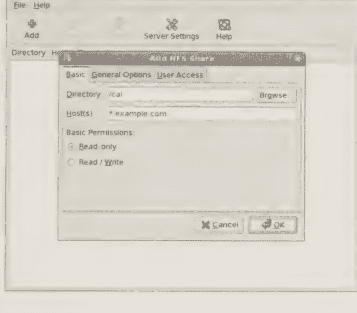 File Help
Add
Server Settings
Help
Directory
Add NFS Share
Basic General Options User Access
Directory: /cal
Browse...
Host(s): *.example.com
Basic Permissions:
Read-only
Read / Write
Cancel
OK